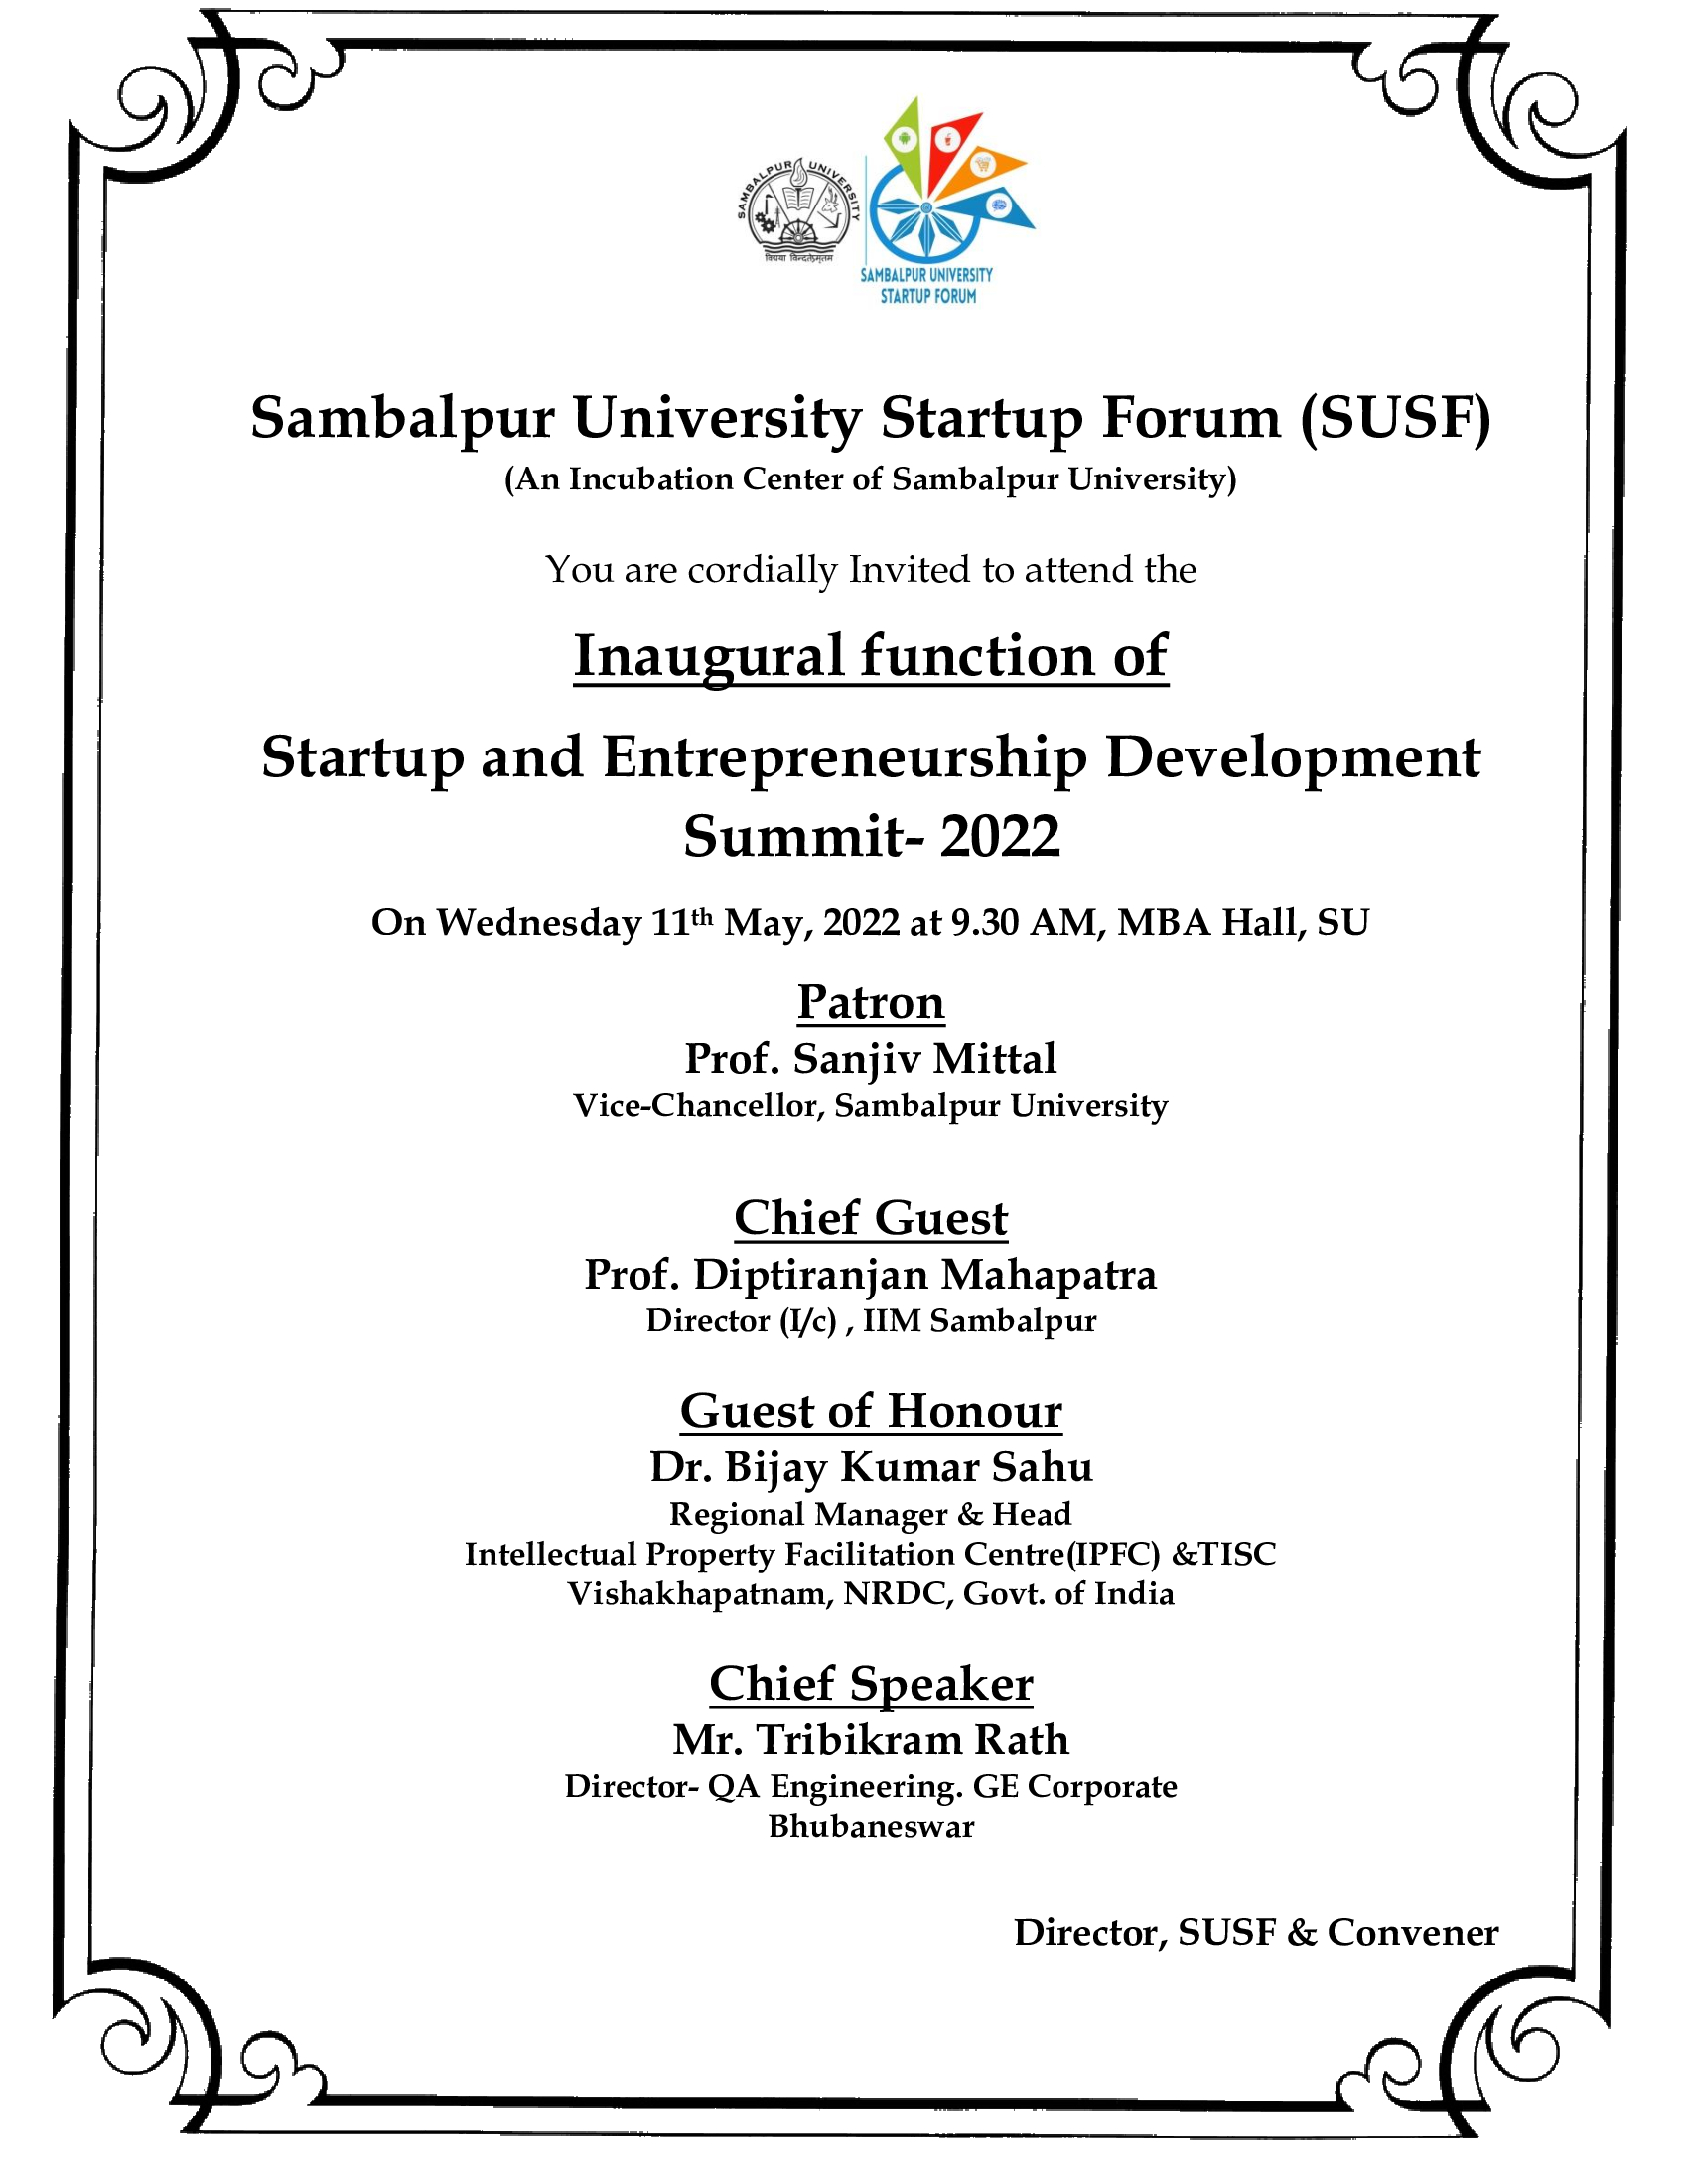 SAMBALPUR UNIVERSITY
विद्यया विन्दतेऽमृतम
SAMBALPUR UNIVERSITY
STARTUP FORUM
Sambalpur University Startup Forum (SUSF)
(An Incubation Center of Sambalpur University)
You are cordially Invited to attend the
Inaugural function of
Startup and Entrepreneurship Development
Summit- 2022
On Wednesday 11th May, 2022 at 9.30 AM, MBA Hall, SU
Patron
Prof. Sanjiv Mittal
Vice-Chancellor, Sambalpur University
Chief Guest
Prof. Diptiranjan Mahapatra
Director (I/c) , IIM Sambalpur
Guest of Honour
Dr. Bijay Kumar Sahu
Regional Manager & Head
Intellectual Property Facilitation Centre(IPFC) &TISC
Vishakhapatnam, NRDC, Govt. of India
Chief Speaker
Mr. Tribikram Rath
Director- QA Engineering. GE Corporate
Bhubaneswar
Director, SUSF & Convener